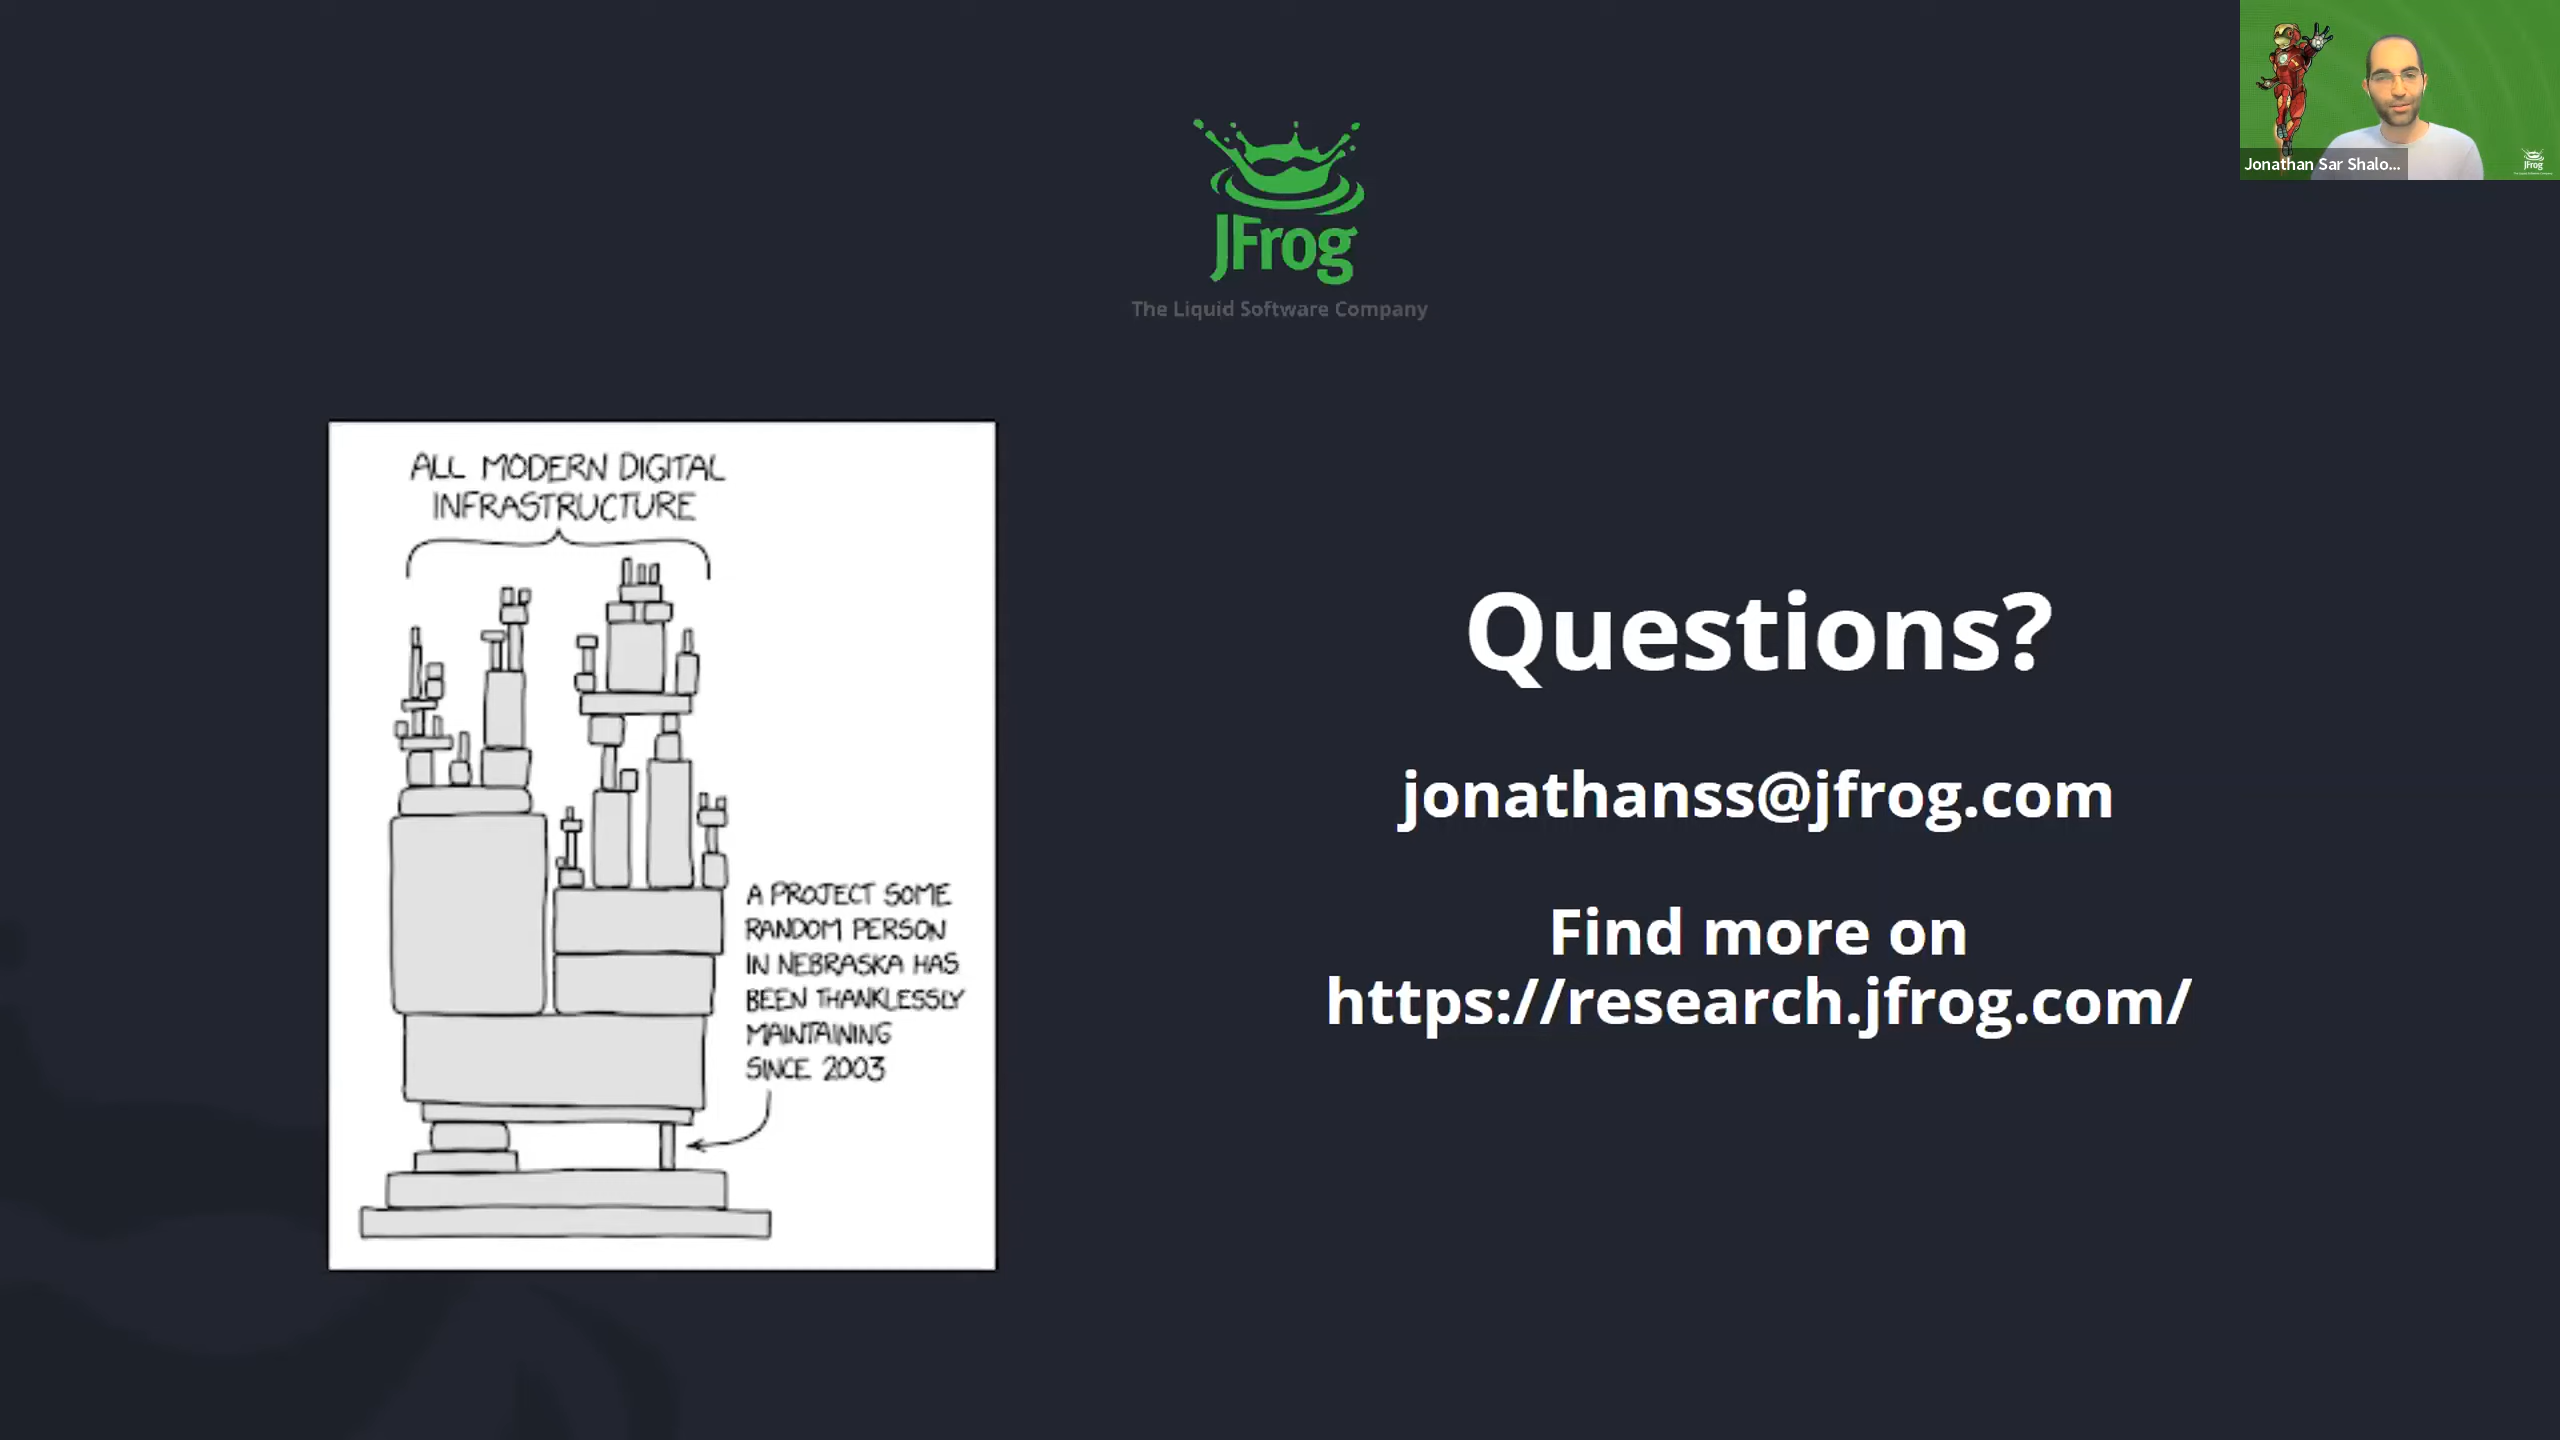 Jonathan Sar Shalo...
JFrog
JFrog
The Liquid Software Company
ALL MODERN DIGITAL
INFRASTRUCTURE
A PROJECT SOME
RANDOM PERSON
IN NEBRASKA HAS
BEEN THANKLESSLY
MAINTAINING
SINCE 2003
Questions?
jonathanss@jfrog.com
Find more on
https://research.jfrog.com/